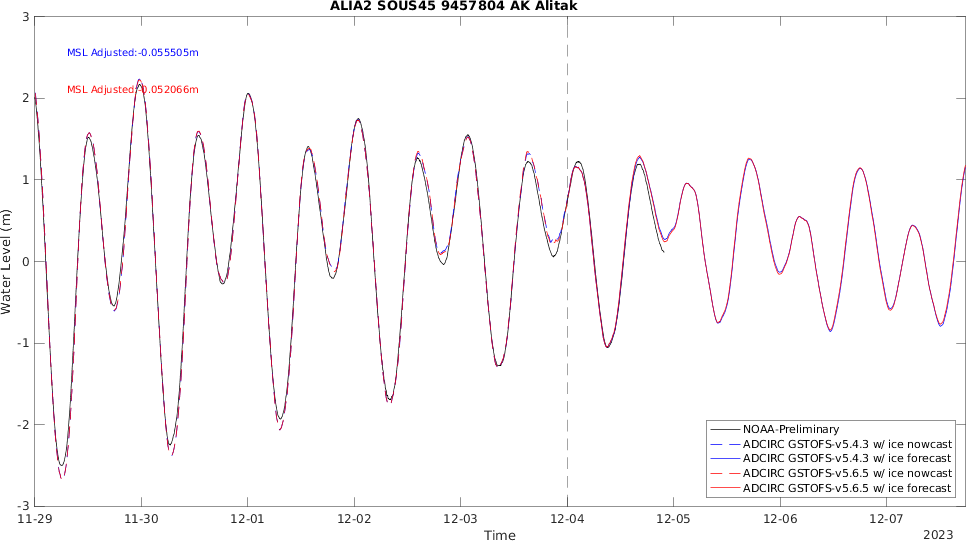 ALIA2 SOUS45 9457804 AK Alitak
3
MSL Adjusted:-0.055505m
MSL Adjusted:-0.052066m
2
1
0
-1
-2
-3
Water Level (m)
NOAA-Preliminary
ADCIRC GSTOFS-v5.4.3 w/ ice nowcast
ADCIRC GSTOFS-v5.4.3 w/ ice forecast
ADCIRC GSTOFS-v5.6.5 w/ ice nowcast
ADCIRC GSTOFS-v5.6.5 w/ ice forecast
11-29 11-30 12-01 12-02 12-03 12-04 12-05 12-06 12-07
Time
2023